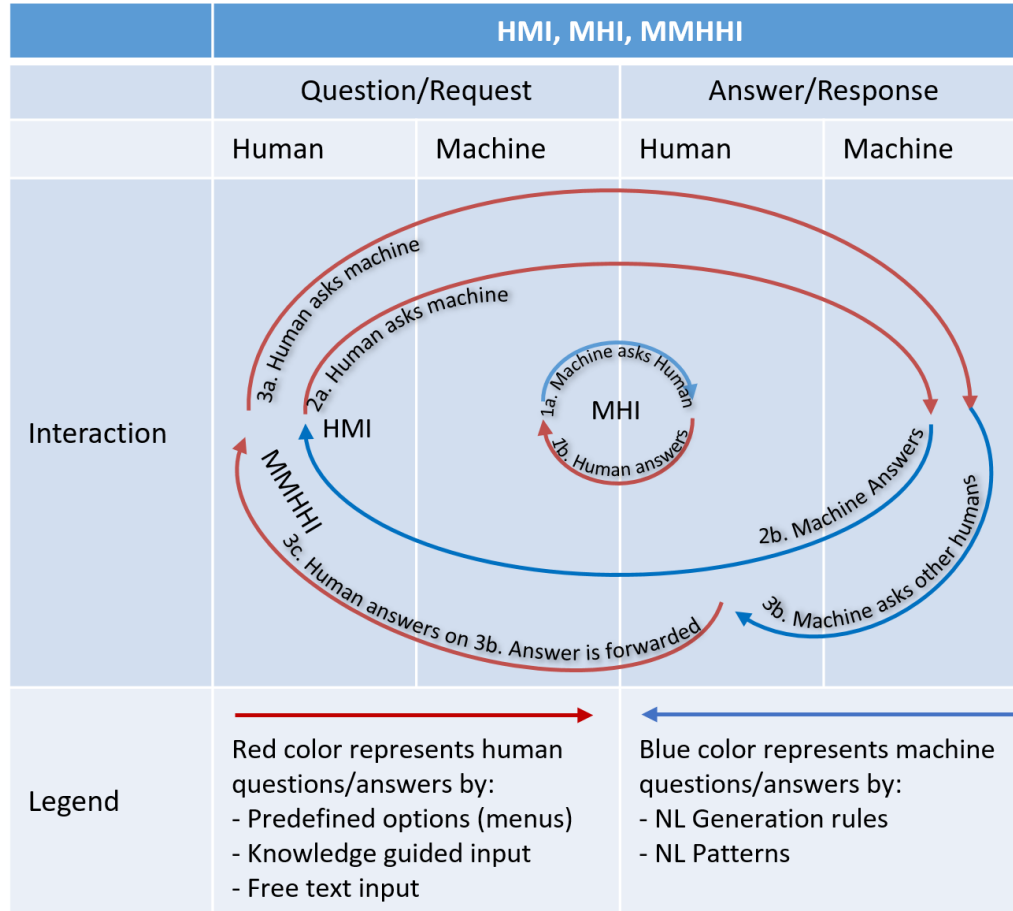 HMI, MHI, MMHHI
Question/Request
Answer/Response
Human
Machine
Human
Machine
Interaction
3a. Human asks machine
2a. Human asks machine
1a. Machine asks Human
MHI
1b. Human answers
HMI
2b. Machine Answers
MMHHI
3b. Machine asks other humans
3c. Human answers on 3b. Answer is forwarded
Legend
Red color represents human
questions/answers by:
- Predefined options (menus)
- Knowledge guided input
- Free text input
Blue color represents machine
questions/answers by:
- NL Generation rules
- NL Patterns